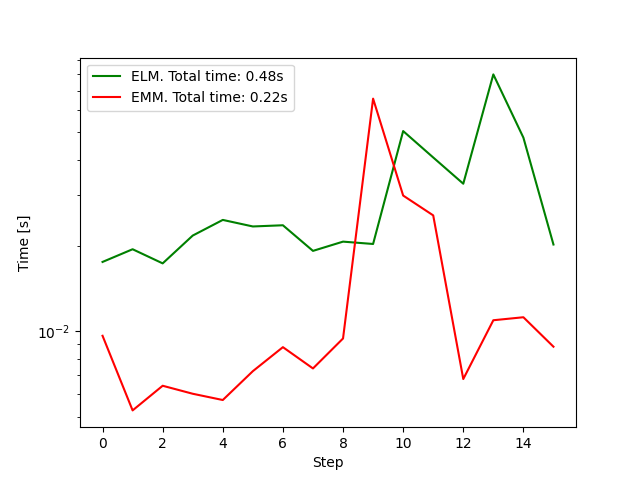 ELM. Total time: 0.48s
EMM. Total time: 0.22s
Time [s]
10⁻²
0 2 4 6 8 10 12 14
Step